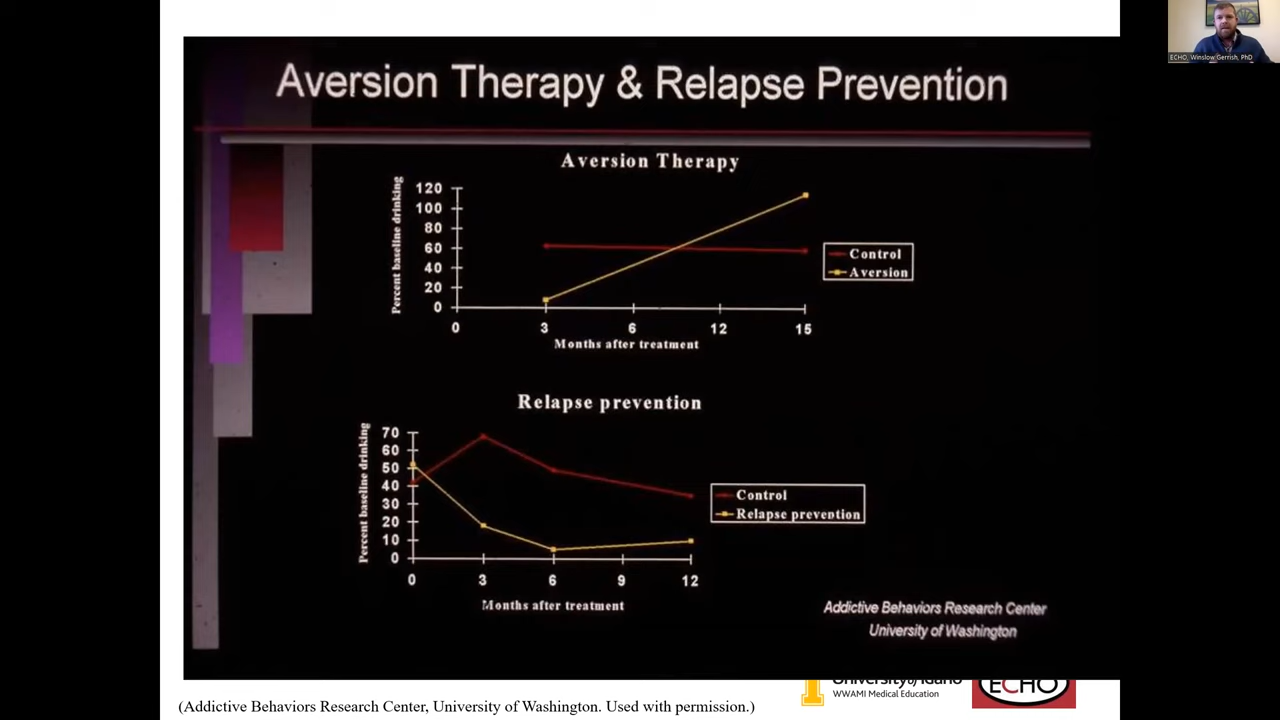 ECHO, Winslow Gerrish, PhD
Aversion Therapy & Relapse Prevention
Aversion Therapy
Percent baseline drinking
120
100
80
60
40
20
0
0 3 6 12 15
Months after treatment
Control
Aversion
Relapse prevention
Percent baseline drinking
70
60
50
40
30
20
10
0
0 3 6 9 12
Months after treatment
Control
Relapse prevention
Addictive Behaviors Research Center
University of Washington
University of Idaho
WWAMI Medical Education
ECHO
(Addictive Behaviors Research Center, University of Washington. Used with permission.)